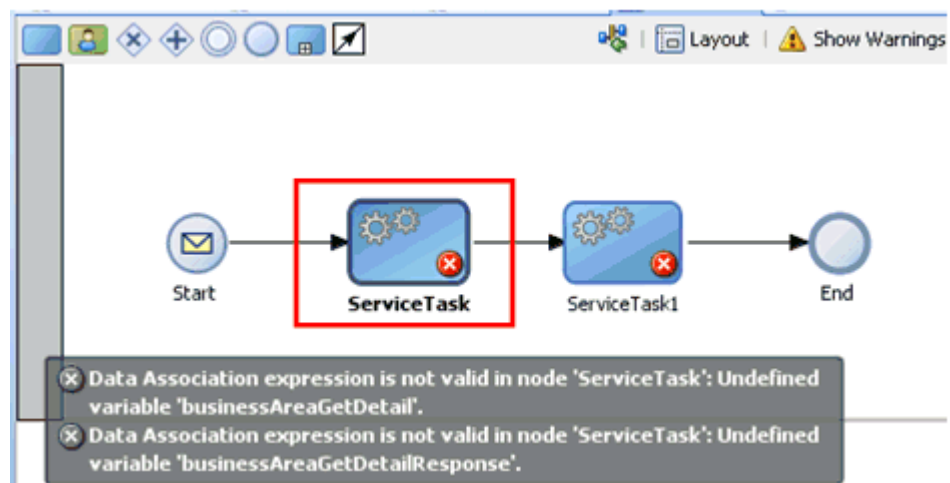 Layout
Show Warnings
Start
ServiceTask
ServiceTask1
End
Data Association expression is not valid in node 'ServiceTask': Undefined
variable 'businessAreaGetDetail'.
Data Association expression is not valid in node 'ServiceTask': Undefined
variable 'businessAreaGetDetailResponse'.